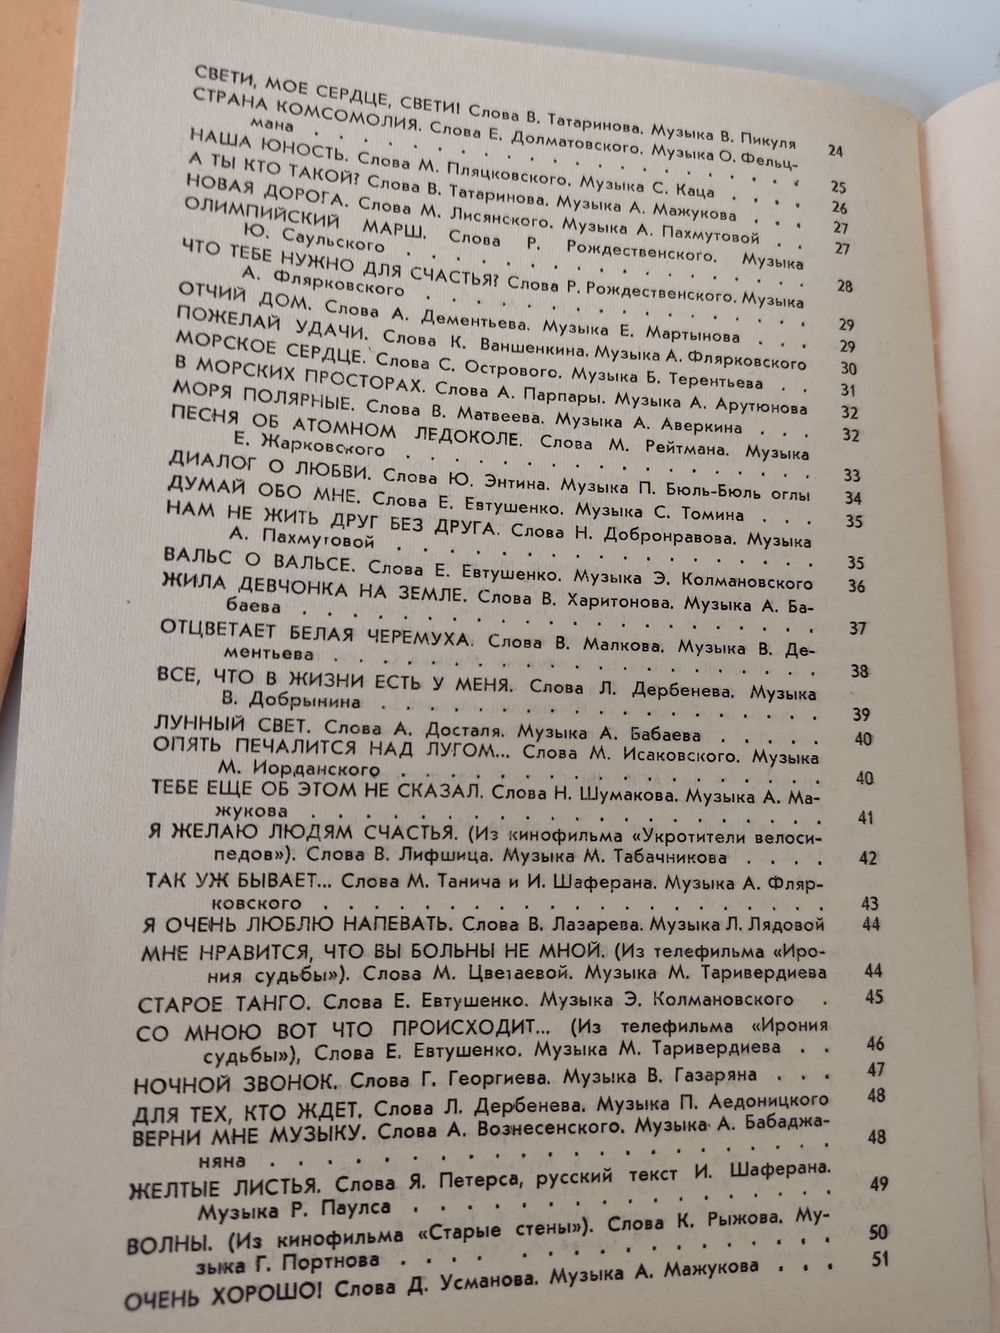 СВЕТИ, МОЕ СЕРДЦЕ, СВЕТИ! Слова В. Татаринова. Музыка В. Пикуля 24
СТРАНА КОМСОМОЛИЯ. Слова Е. Долматовского. Музыка О. Фельц-
мана . . . . . . . . . . . . . . . . . 25
НАША ЮНОСТЬ. Слова М. Пляцковского. Музыка С. Каца . . . . 26
А ТЫ КТО ТАКОЙ? Слова В. Татаринова. Музыка А. Мажукова . . . 27
НОВАЯ ДОРОГА. Слова М. Лисянского. Музыка А. Пахмутовой . . 27
ОЛИМПИЙСКИЙ МАРШ. Слова Р. Рождественского. Музыка
Ю. Саульского . . . . . . . . . . . . . . 28
ЧТО ТЕБЕ НУЖНО ДЛЯ СЧАСТЬЯ? Слова Р. Рождественского. Музыка
А. Флярковского . . . . . . . . . . . . . . 29
ОТЧИЙ ДОМ. Слова А. Дементьева. Музыка Е. Мартынова . . . 29
ПОЖЕЛАЙ УДАЧИ. Слова К. Ваншенкина. Музыка А. Флярковского 30
МОРСКОЕ СЕРДЦЕ. Слова С. Острового. Музыка Б. Терентьева . . 31
В МОРСКИХ ПРОСТОРАХ. Слова А. Парпары. Музыка А. Арутюнова 32
МОРЯ ПОЛЯРНЫЕ. Слова В. Матвеева. Музыка А. Аверкина . . . 32
ПЕСНЯ ОБ АТОМНОМ ЛЕДОКОЛЕ. Слова М. Рейтмана. Музыка
Е. Жарковского . . . . . . . . . . . . . . 33
ДИАЛОГ О ЛЮБВИ. Слова Ю. Энтина. Музыка П. Бюль-Бюль оглы 34
ДУМАЙ ОБО МНЕ. Слова Е. Евтушенко. Музыка С. Томина . . . 35
НАМ НЕ ЖИТЬ ДРУГ БЕЗ ДРУГА. Слова Н. Добронравова. Музыка
А. Пахмутовой . . . . . . . . . . . . . . 35
ВАЛЬС О ВАЛЬСЕ. Слова Е. Евтушенко. Музыка Э. Колмановского 36
ЖИЛА ДЕВЧОНКА НА ЗЕМЛЕ. Слова В. Харитонова. Музыка А. Ба-
баева . . . . . . . . . . . . . . . . . 37
ОТЦВЕТАЕТ БЕЛАЯ ЧЕРЕМУХА. Слова В. Малкова. Музыка В. Де-
ментьева . . . . . . . . . . . . . . . . 38
ВСЕ, ЧТО В ЖИЗНИ ЕСТЬ У МЕНЯ. Слова Л. Дербенева. Музыка
В. Добрынина . . . . . . . . . . . . . . 39
ЛУННЫЙ СВЕТ. Слова А. Досталя. Музыка А. Бабаева . . . . . 40
ОПЯТЬ ПЕЧАЛИТСЯ НАД ЛУГОМ... Слова М. Исаковского. Музыка
М. Иорданского . . . . . . . . . . . . . . 40
ТЕБЕ ЕЩЕ ОБ ЭТОМ НЕ СКАЗАЛ. Слова Н. Шумакова. Музыка А. Ма-
жукова . . . . . . . . . . . . . . . . . 41
Я ЖЕЛАЮ ЛЮДЯМ СЧАСТЬЯ. (Из кинофильма «Укротители велоси-
педов»). Слова В. Лифшица. Музыка М. Табачникова . . . . 42
ТАК УЖ БЫВАЕТ... Слова М. Танича и И. Шаферана. Музыка А. Фляр-
ковского . . . . . . . . . . . . . . . . 43
Я ОЧЕНЬ ЛЮБЛЮ НАПЕВАТЬ. Слова В. Лазарева. Музыка Л. Лядовой 44
МНЕ НРАВИТСЯ, ЧТО ВЫ БОЛЬНЫ НЕ МНОЙ. (Из телефильма «Иро-
ния судьбы»). Слова М. Цветаевой. Музыка М. Таривердиева 44
СТАРОЕ ТАНГО. Слова Е. Евтушенко. Музыка Э. Колмановского . 45
СО МНОЮ ВОТ ЧТО ПРОИСХОДИТ... (Из телефильма «Ирония
судьбы»), Слова Е. Евтушенко. Музыка М. Таривердиева . . 46
НОЧНОЙ ЗВОНОК. Слова Г. Георгиева. Музыка В. Газаряна . . . 47
ДЛЯ ТЕХ, КТО ЖДЕТ. Слова Л. Дербенева. Музыка П. Аедоницкого 48
ВЕРНИ МНЕ МУЗЫКУ. Слова А. Вознесенского. Музыка А. Бабаджа-
няна . . . . . . . . . . . . . . . . . 48
ЖЕЛТЫЕ ЛИСТЬЯ. Слова Я. Петерса, русский текст И. Шаферана.
Музыка Р. Паулса . . . . . . . . . . . . . 49
ВОЛНЫ. (Из кинофильма «Старые стены»). Слова К. Рыжова. Му-
зыка Г. Портнова . . . . . . . . . . . . . 50
ОЧЕНЬ ХОРОШО! Слова Д. Усманова. Музыка А. Мажукова . . . 51